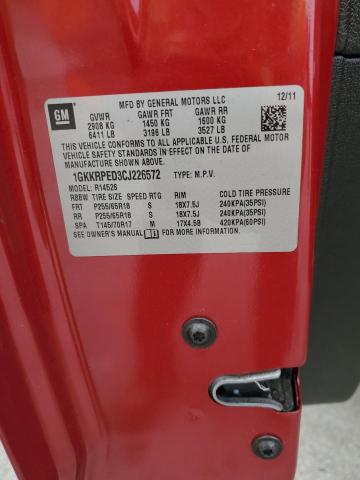 GM
MFD BY GENERAL MOTORS LLC 12/11
GVWR GAWR FRT GAWR RR
2908 KG 1450 KG 1600 KG
6411 LB 3196 LB 3527 LB
THIS VEHICLE CONFORMS TO ALL APPLICABLE U.S. FEDERAL MOTOR
VEHICLE SAFETY STANDARDS IN EFFECT ON THE DATE OF
MANUFACTURE SHOWN ABOVE.
1GKKRPED3CJ226572 TYPE: M.P.V.
MODEL: R14526
RBBW TIRE SIZE SPEED RTG RIM COLD TIRE PRESSURE
FRT P255/65R18 S 18X7.5J 240KPA(35PSI)
RR P255/65R18 S 18X7.5J 240KPA(35PSI)
SPA T145/70R17 M 17X4.5B 420KPA(60PSI)
SEE OWNER'S MANUAL FOR MORE INFORMATION.